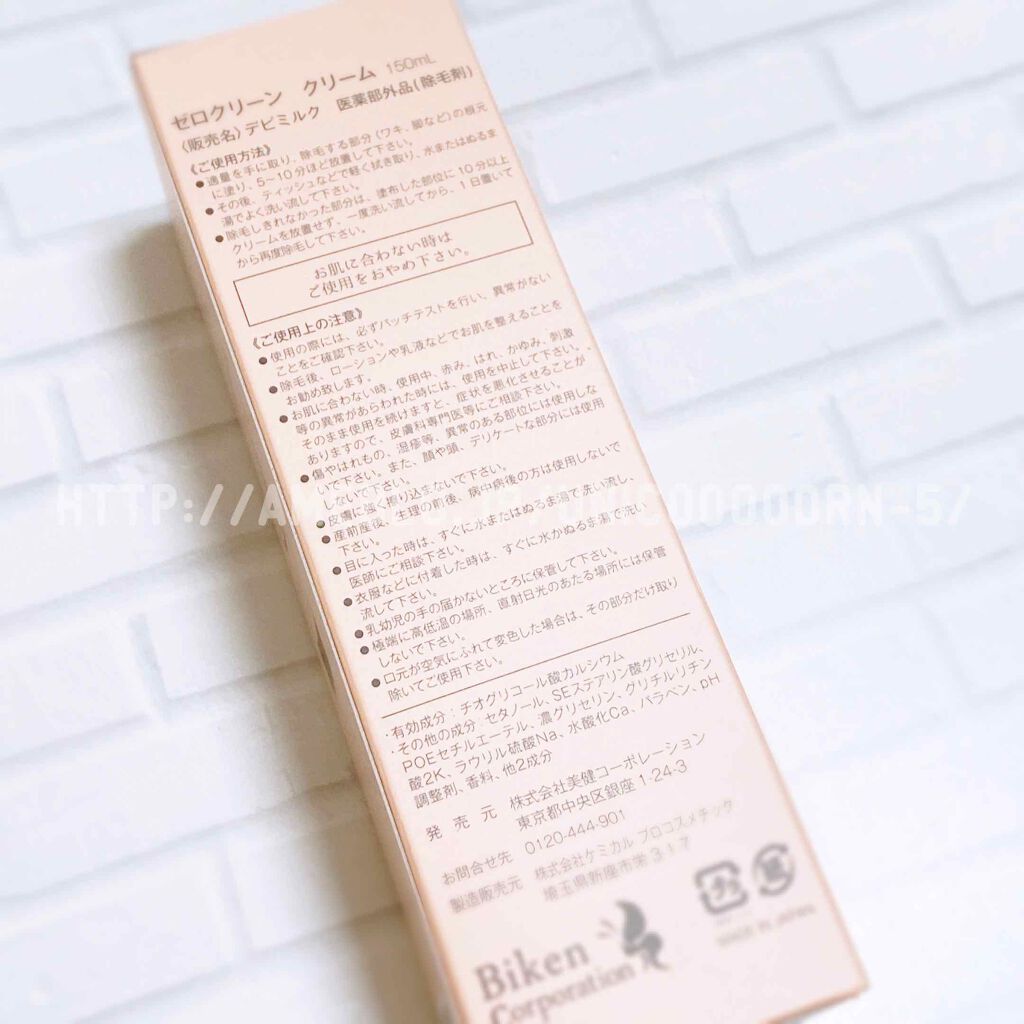 ゼロクリーン　クリーム 150mL
〈販売名〉デピミルク　医薬部外品(除毛剤)
《ご使用方法》
●適量を手に取り、除毛する部分(ワキ、脚など)の根元
に塗り、5〜10分ほど放置して下さい。
●その後、ティッシュなどで軽く拭き取り、水またはぬるま
湯でよく洗い流して下さい。
●除毛しきれなかった部分は、塗布した部位に10分以上
クリームを放置せず、一度洗い流してから、1日置いて
から再度除毛して下さい。
お肌に合わない時は
ご使用をおやめ下さい。
《ご使用上の注意》
●使用の際には、必ずパッチテストを行い、異常がない
ことをご確認下さい。
●除毛後、ローションや乳液などでお肌を整えることを
お勧め致します。
●お肌に合わない時、使用中、赤み、はれ、かゆみ、刺激
等の異常があらわれた時には、使用を中止して下さい。
そのまま使用を続けますと、症状を悪化させることが
ありますので、皮膚科専門医等にご相談下さい。
●傷やはれもの、湿疹等、異常のある部位には使用しな
いで下さい。また、顔や頭、デリケートな部分には使用
しないで下さい。
●皮膚に強く擦り込まないで下さい。
●産前産後、生理の前後、病中病後の方は使用しないで
下さい。
●目に入った時は、すぐに水またはぬるま湯で洗い流し、
医師にご相談下さい。
●衣服などに付着した時は、すぐに水かぬるま湯で洗い
流して下さい。
●乳幼児の手の届かないところに保管して下さい。
●極端に高低温の場所、直射日光のあたる場所には保管
しないで下さい。
●口元が空気にふれて変色した場合は、その部分だけ取り
除いてご使用下さい。
・有効成分：チオグリコール酸カルシウム
・その他の成分：セタノール、SEステアリン酸グリセリル、
POEセチルエーテル、濃グリセリン、グリチルリチン
酸2K、ラウリル硫酸Na、水酸化Ca、パラベン、pH
調整剤、香料、他2成分
発売元　株式会社美健コーポレーション
東京都中央区銀座1-24-3
お問合せ先　0120-444-901
製造販売元　株式会社ケミカル プロコスメチック
埼玉県新座市栄3-1-7
プラ
紙
MADE IN JAPAN
Biken
Corporation